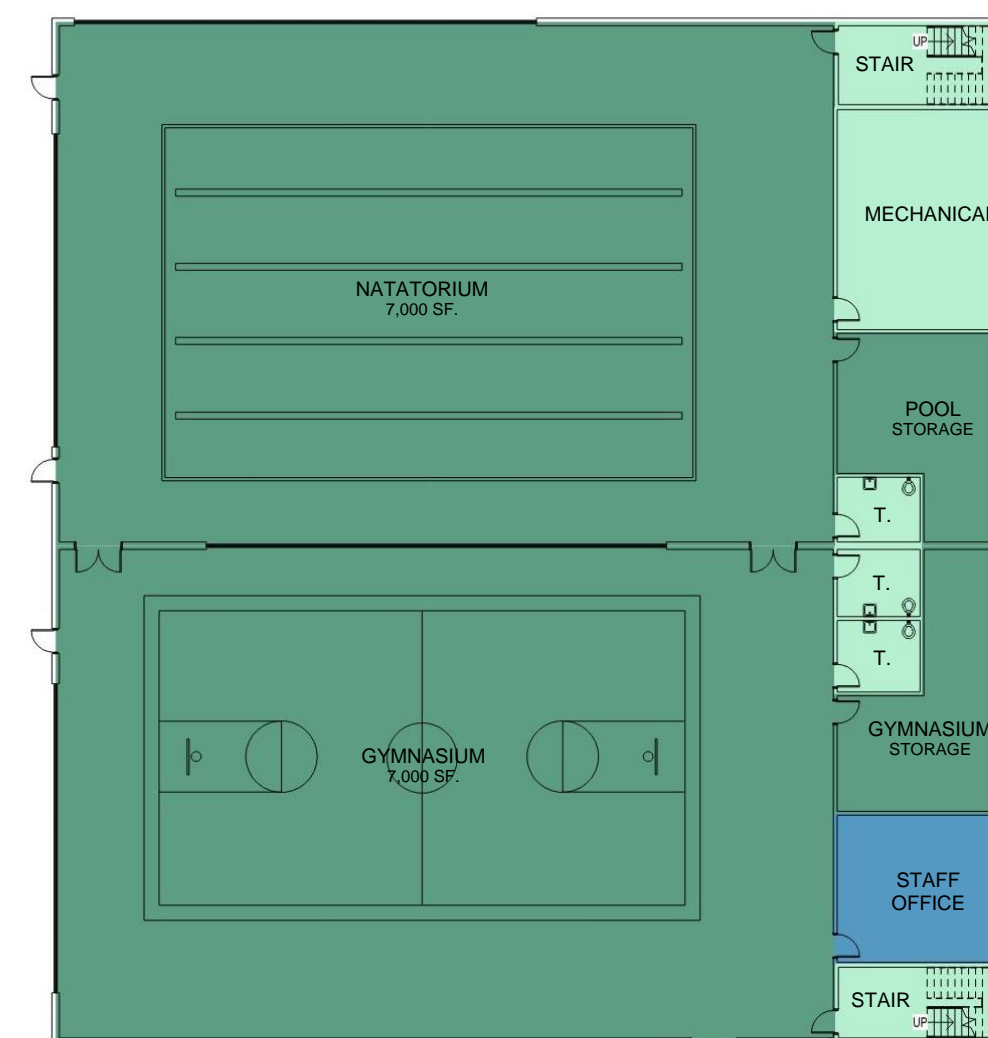 UP
STAIR
MECHANICAL
NATATORIUM
7,000 SF.
POOL
STORAGE
T.
T.
T.
GYMNASIUM
7,000 SF.
GYMNASIUM
STORAGE
STAFF
OFFICE
STAIR
UP